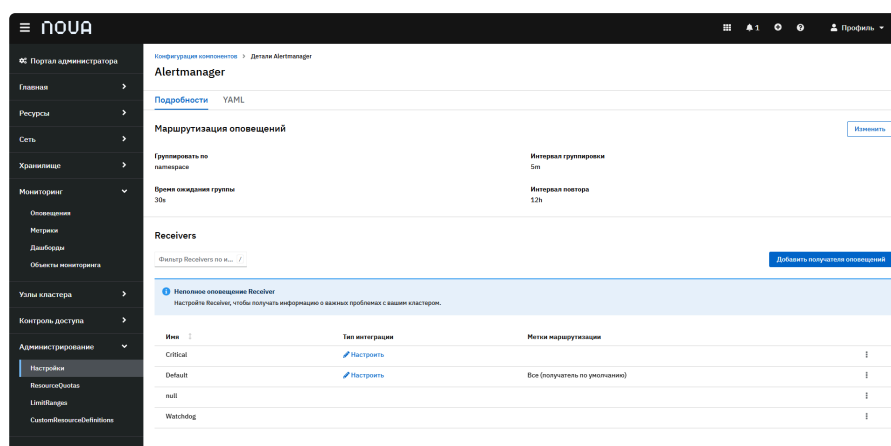 NOUA
1
Профиль
Портал администратора
Главная
Ресурсы
Сеть
Хранилище
Мониторинг
Оповещения
Метрики
Дашборды
Объекты мониторинга
Узлы кластера
Контроль доступа
Администрирование
Настройки
ResourceQuotas
LimitRanges
CustomResourceDefinitions
Конфигурация компонентов > Детали Alertmanager
Alertmanager
Подробности YAML
Маршрутизация оповещений
Изменить
Группировать по Интервал группировки
namespace 5m
Время ожидания группы Интервал повтора
30s 12h
Receivers
Фильтр Receivers по и... /
Добавить получателя оповещений
Неполное оповещение Receiver
Настройте Receiver, чтобы получать информацию о важных проблемах с вашим кластером.
Имя Тип интеграции Метки маршрутизации
Critical Настроить
Default Настроить Все (получатель по умолчанию)
null
Watchdog